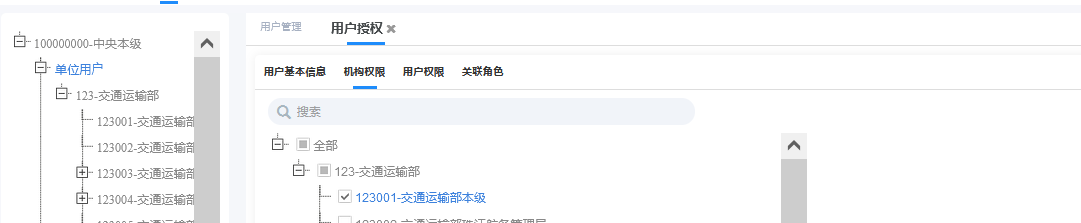 100000000-中央本级
单位用户
123-交通运输部
123001-交通运输部
123002-交通运输部
123003-交通运输部
123004-交通运输部
用户管理 用户授权
用户基本信息 机构权限 用户权限 关联角色
搜索
全部
123-交通运输部
123001-交通运输部本级